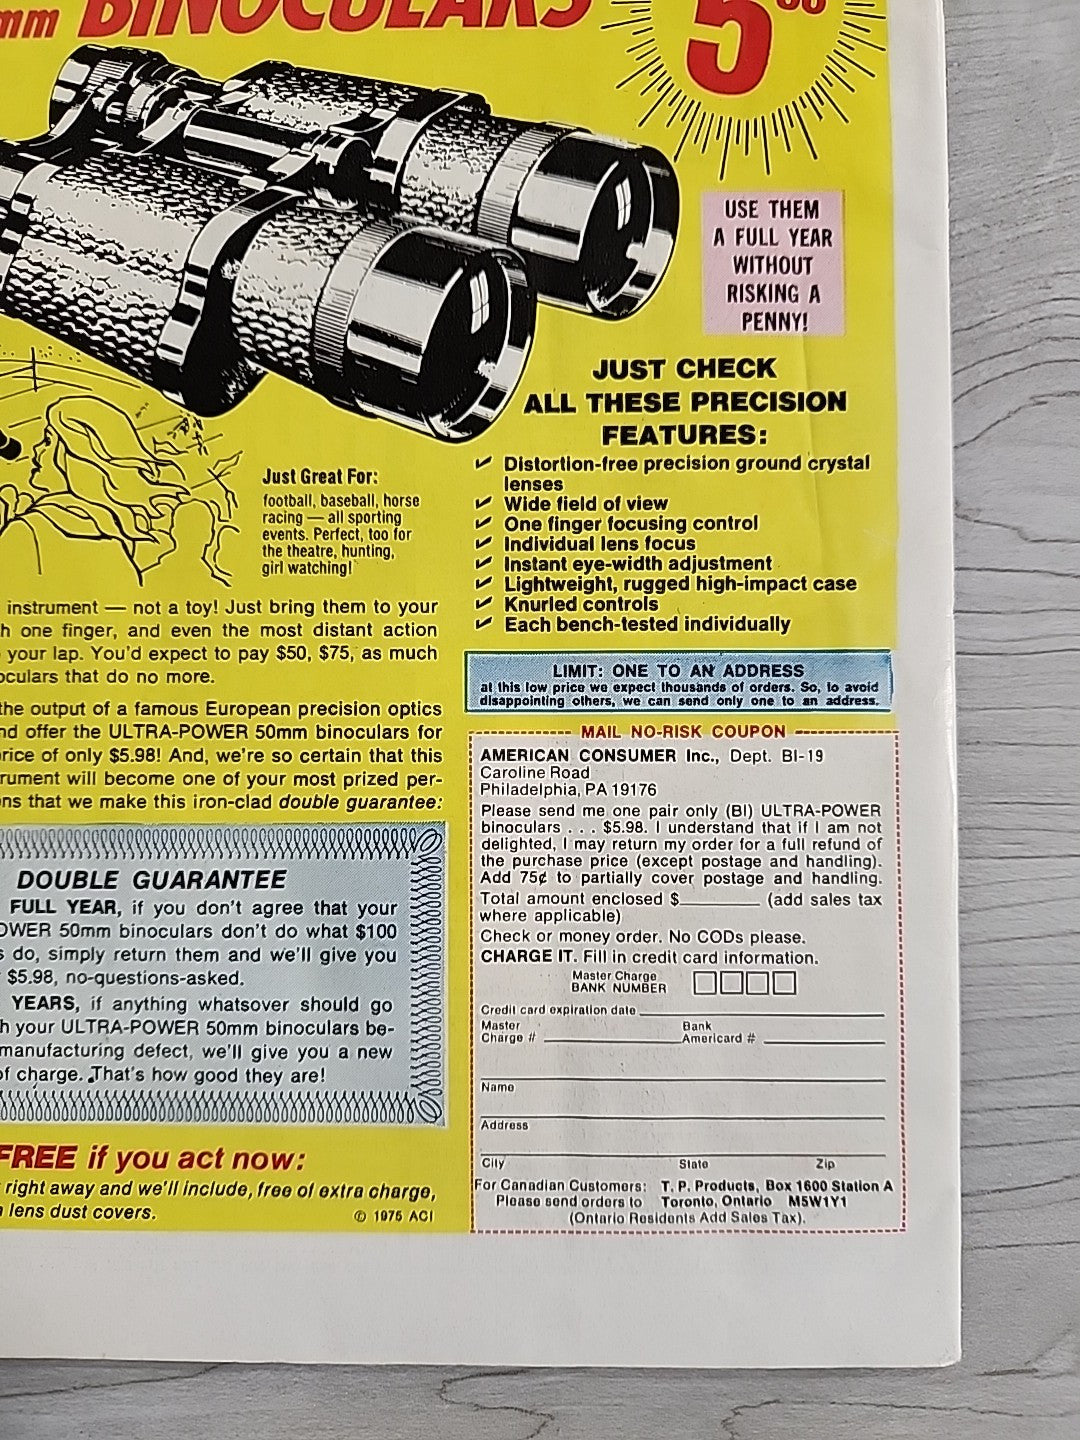 mm BINOCULARS
5
USE THEM
A FULL YEAR
WITHOUT
RISKING A
PENNY!
JUST CHECK
ALL THESE PRECISION
FEATURES:
Distortion-free precision ground crystal
lenses
Wide field of view
One finger focusing control
Individual lens focus
Instant eye-width adjustment
Lightweight, rugged high-impact case
Knurled controls
Each bench-tested individually
Just Great For:
football, baseball, horse
racing — all sporting
events. Perfect, too for
the theatre, hunting,
girl watching!
instrument — not a toy! Just bring them to your
one finger, and even the most distant action
your lap. You'd expect to pay $50, $75, as much
that do no more.
the output of a famous European precision optics
offer the ULTRA-POWER 50mm binoculars for
of only $5.98! And, we're so certain that this
will become one of your most prized per-
that we make this iron-clad double guarantee:
DOUBLE GUARANTEE
FULL YEAR, if you don't agree that your
50mm binoculars don't do what $100
do, simply return them and we'll give you
$5.98, no-questions-asked.
YEARS, if anything whatsover should go
your ULTRA-POWER 50mm binoculars be-
manufacturing defect, we'll give you a new
of charge. That's how good they are!
FREE if you act now:
right away and we'll include, free of extra charge,
lens dust covers.
© 1975 ACI
LIMIT: ONE TO AN ADDRESS
at this low price we expect thousands of orders. So, to avoid
disappointing others, we can send only one to an address.
MAIL NO-RISK COUPON
AMERICAN CONSUMER Inc., Dept. BI-19
Caroline Road
Philadelphia, PA 19176
Please send me one pair only (BI) ULTRA-POWER
binoculars . . . $5.98. I understand that if I am not
delighted, I may return my order for a full refund of
the purchase price (except postage and handling).
Add 75¢ to partially cover postage and handling.
Total amount enclosed $________ (add sales tax
where applicable)
Check or money order. No CODs please.
CHARGE IT. Fill in credit card information.
Master Charge
BANK NUMBER
Credit card expiration date
Master Bank
Charge # Americard #
Name
Address
City State Zip
For Canadian Customers: T. P. Products, Box 1600 Station A
Please send orders to Toronto, Ontario M5W1Y1
(Ontario Residents Add Sales Tax).